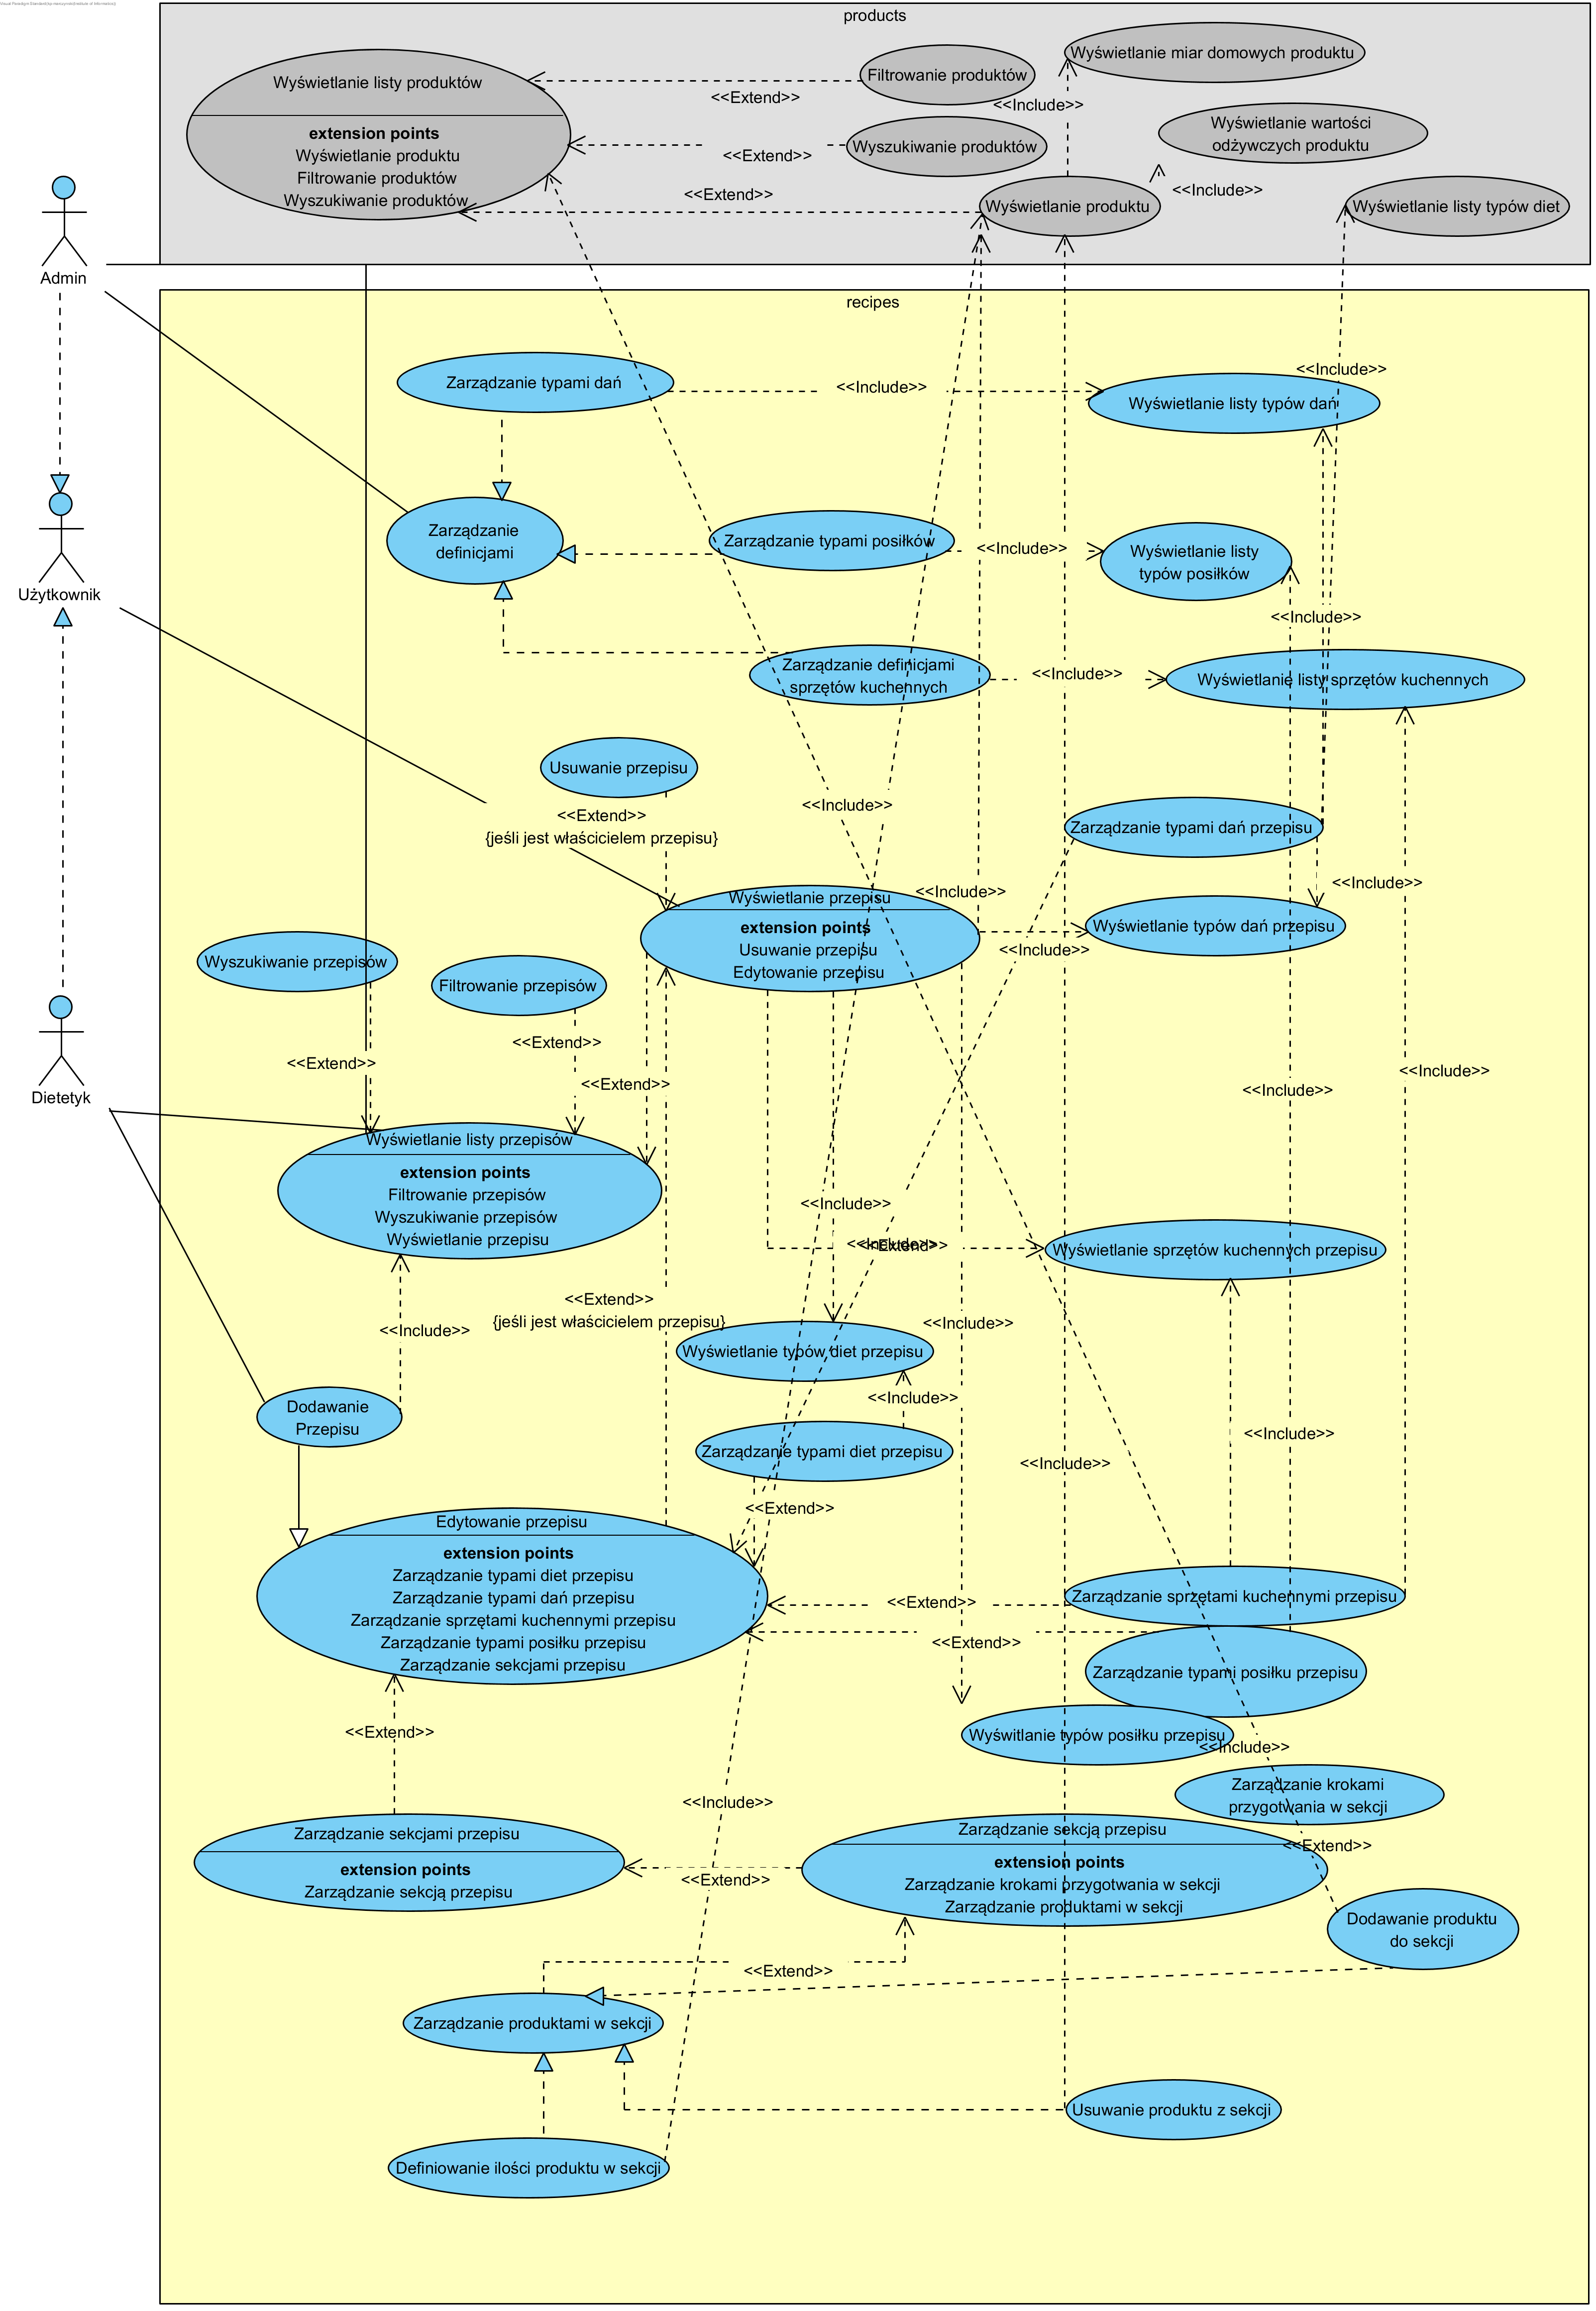 Visual Paradigm Standard(
products
Wyświetlanie listy produktów
extension points
Wyświetlanie produktu
Filtrowanie produktów
Wyszukiwanie produktów
Filtrowanie produktów
<<Extend>>
Wyszukiwanie produktów
<<Extend>>
<<Extend>>
Wyświetlanie miar domowych produktu
<<Include>>
Wyświetlanie wartości
odżywczych produktu
<<Include>>
Wyświetlanie produktu
Wyświetlanie listy typów diet
Admin
recipes
Zarządzanie typami dań
<<Include>>
<<Include>>
Wyświetlanie listy typów dań
Użytkownik
Zarządzanie
definicjami
Zarządzanie typami posiłków
<<Include>>
Wyświetlanie listy
typów posiłków
<<Include>>
Zarządzanie definicjami
sprzętów kuchennych
<<Include>>
Wyświetlanie listy sprzętów kuchennych
Usuwanie przepisu
<<Extend>>
{jeśli jest właścicielem przepisu}
<<Include>>
Zarządzanie typami dań przepisu
<<Include>>
Wyświetlanie przepisu
extension points
Usuwanie przepisu
Edytowanie przepisu
<<Include>>
Wyświetlanie typów dań przepisu
<<Include>>
Wyszukiwanie przepisów
Filtrowanie przepisów
<<Extend>>
<<Extend>>
<<Extend>>
<<Include>>
<<Include>>
Dietetyk
Wyświetlanie listy przepisów
extension points
Filtrowanie przepisów
Wyszukiwanie przepisów
Wyświetlanie przepisu
<<Include>>
<<Include>>
<<Extend>>
Wyświetlanie sprzętów kuchennych przepisu
<<Extend>>
{jeśli jest właścicielem przepisu}
<<Include>>
<<Include>>
Wyświetlanie typów diet przepisu
<<Include>>
Dodawanie
Przepisu
<<Include>>
Zarządzanie typami diet przepisu
<<Include>>
<<Extend>>
Edytowanie przepisu
extension points
Zarządzanie typami diet przepisu
Zarządzanie typami dań przepisu
Zarządzanie sprzętami kuchennymi przepisu
Zarządzanie typami posiłku przepisu
Zarządzanie sekcjami przepisu
<<Extend>>
Zarządzanie sprzętami kuchennymi przepisu
<<Extend>>
Zarządzanie typami posiłku przepisu
<<Extend>>
Wyświtlanie typów posiłku przepisu
<<Include>>
Zarządzanie krokami
przygotwania w sekcji
<<Include>>
Zarządzanie sekcjami przepisu
extension points
Zarządzanie sekcją przepisu
<<Extend>>
Zarządzanie sekcją przepisu
extension points
Zarządzanie krokami przygotwania w sekcji
Zarządzanie produktami w sekcji
<<Extend>>
Dodawanie produktu
do sekcji
<<Extend>>
Zarządzanie produktami w sekcji
Usuwanie produktu z sekcji
Definiowanie ilości produktu w sekcji